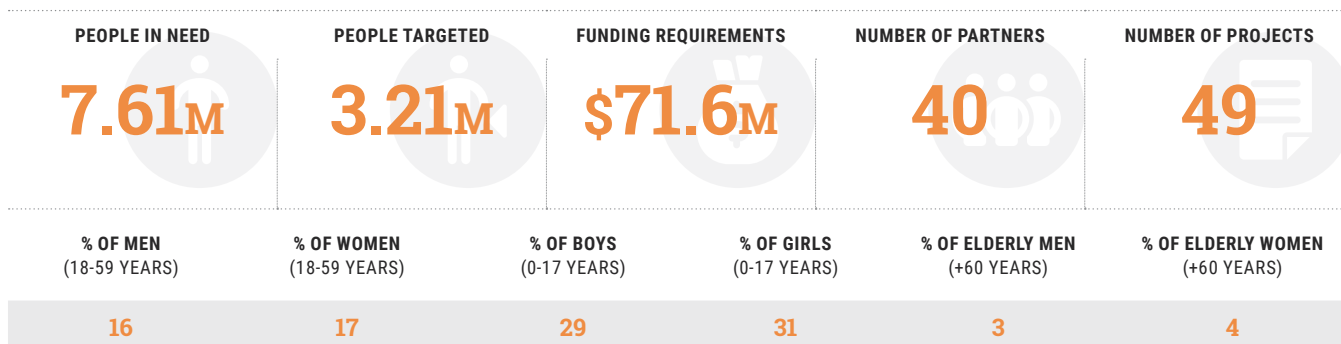 PEOPLE IN NEED PEOPLE TARGETED FUNDING REQUIREMENTS NUMBER OF PARTNERS NUMBER OF PROJECTS
7.61M 3.21M $71.6M 40 49
% OF MEN % OF WOMEN % OF BOYS % OF GIRLS % OF ELDERLY MEN % OF ELDERLY WOMEN
(18-59 YEARS) (18-59 YEARS) (0-17 YEARS) (0-17 YEARS) (+60 YEARS) (+60 YEARS)
16 17 29 31 3 4